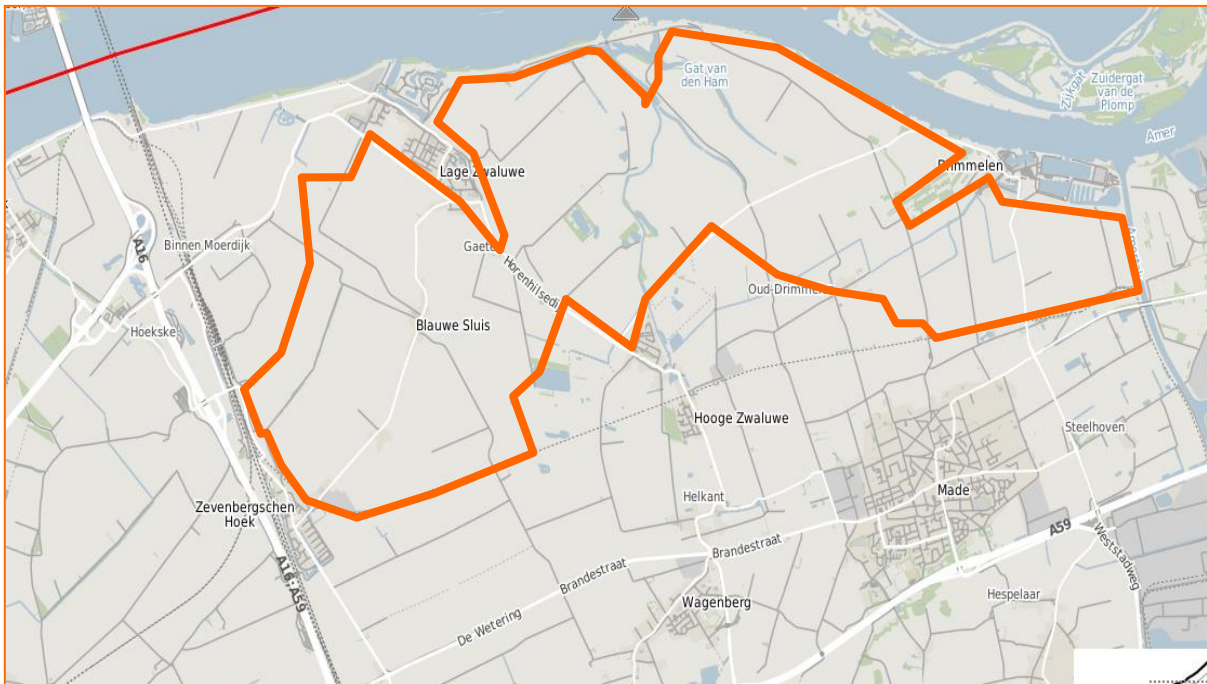 Gat van
den Ham
Zijkgat
Zuidergat
van de
Plomp
Amer
Drimmelen
Lage Zwaluwe
Binnen Moerdijk
A16
Gaete
Horenhilsedijk
Oud-Drimmelen
Hoekske
Blauwe Sluis
Hooge Zwaluwe
Steelhoven
Zevenbergschen
Hoek
Helkant
Made
A59
Brandestraat
Weststadweg
A16;A59
Brandestraat
Hespelaar
Wagenberg
De Wetering